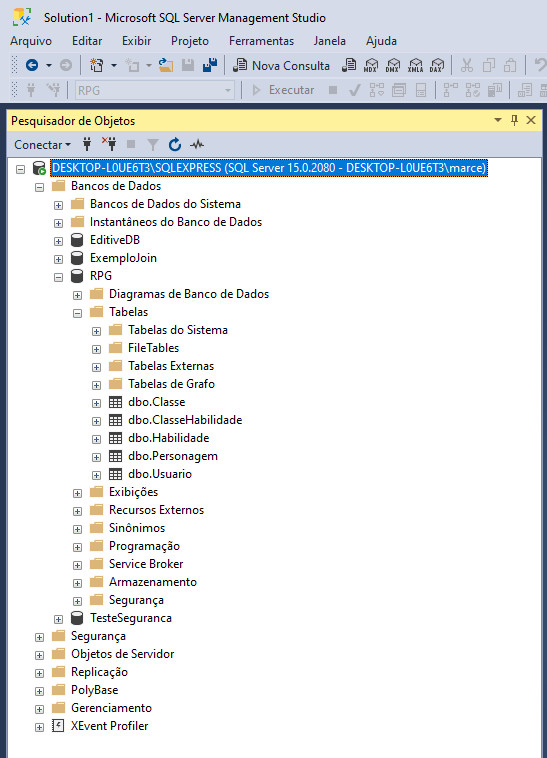 Solution1 - Microsoft SQL Server Management Studio
Arquivo Editar Exibir Projeto Ferramentas Janela Ajuda
Nova Consulta MDX DMX XMLA DAX
RPG Executar
Pesquisador de Objetos
Conectar
DESKTOP-L0UE6T3\SQLEXPRESS (SQL Server 15.0.2080 - DESKTOP-L0UE6T3\marce)
Bancos de Dados
Bancos de Dados do Sistema
Instantâneos do Banco de Dados
EditiveDB
ExemploJoin
RPG
Diagramas de Banco de Dados
Tabelas
Tabelas do Sistema
FileTables
Tabelas Externas
Tabelas de Grafo
dbo.Classe
dbo.ClasseHabilidade
dbo.Habilidade
dbo.Personagem
dbo.Usuario
Exibições
Recursos Externos
Sinônimos
Programação
Service Broker
Armazenamento
Segurança
TesteSeguranca
Segurança
Objetos de Servidor
Replicação
PolyBase
Gerenciamento
XEvent Profiler